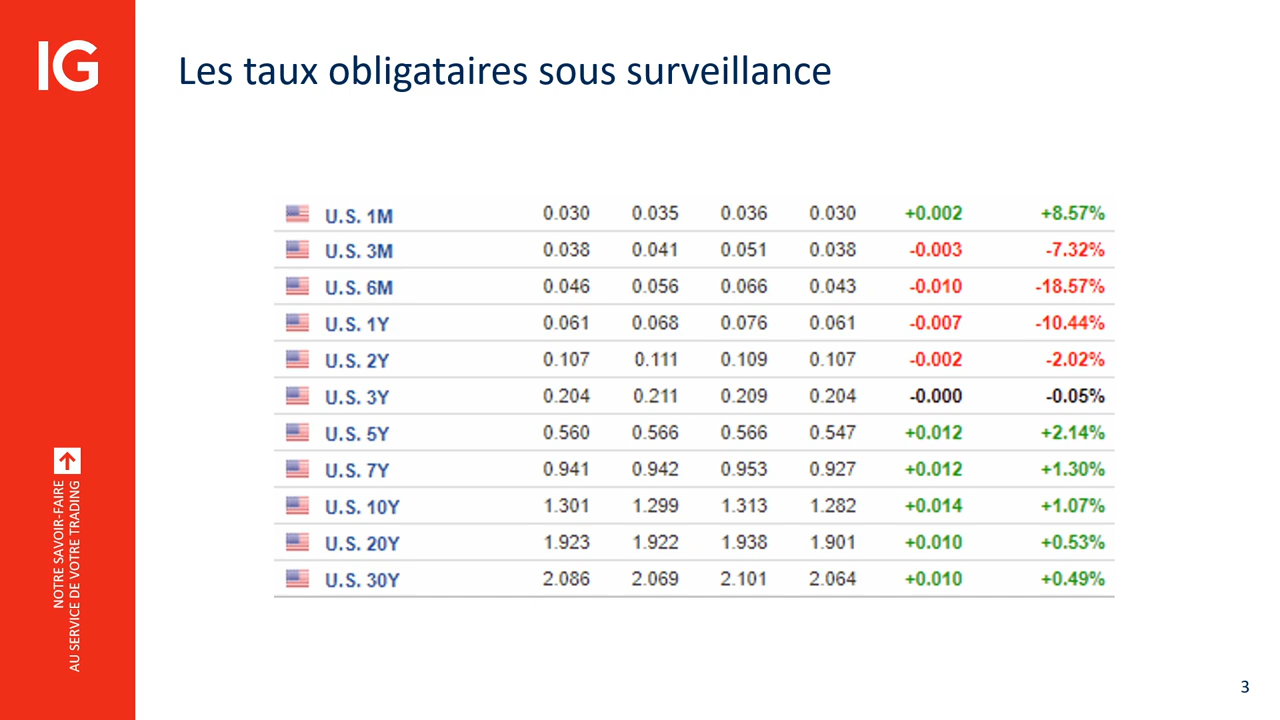 IG
Les taux obligataires sous surveillance
U.S. 1M 0.030 0.035 0.036 0.030 +0.002 +8.57%
U.S. 3M 0.038 0.041 0.051 0.038 -0.003 -7.32%
U.S. 6M 0.046 0.056 0.066 0.043 -0.010 -18.57%
U.S. 1Y 0.061 0.068 0.076 0.061 -0.007 -10.44%
U.S. 2Y 0.107 0.111 0.109 0.107 -0.002 -2.02%
U.S. 3Y 0.204 0.211 0.209 0.204 -0.000 -0.05%
U.S. 5Y 0.560 0.566 0.566 0.547 +0.012 +2.14%
U.S. 7Y 0.941 0.942 0.953 0.927 +0.012 +1.30%
U.S. 10Y 1.301 1.299 1.313 1.282 +0.014 +1.07%
U.S. 20Y 1.923 1.922 1.938 1.901 +0.010 +0.53%
U.S. 30Y 2.086 2.069 2.101 2.064 +0.010 +0.49%
NOTRE SAVOIR-FAIRE
AU SERVICE DE VOTRE TRADING
3